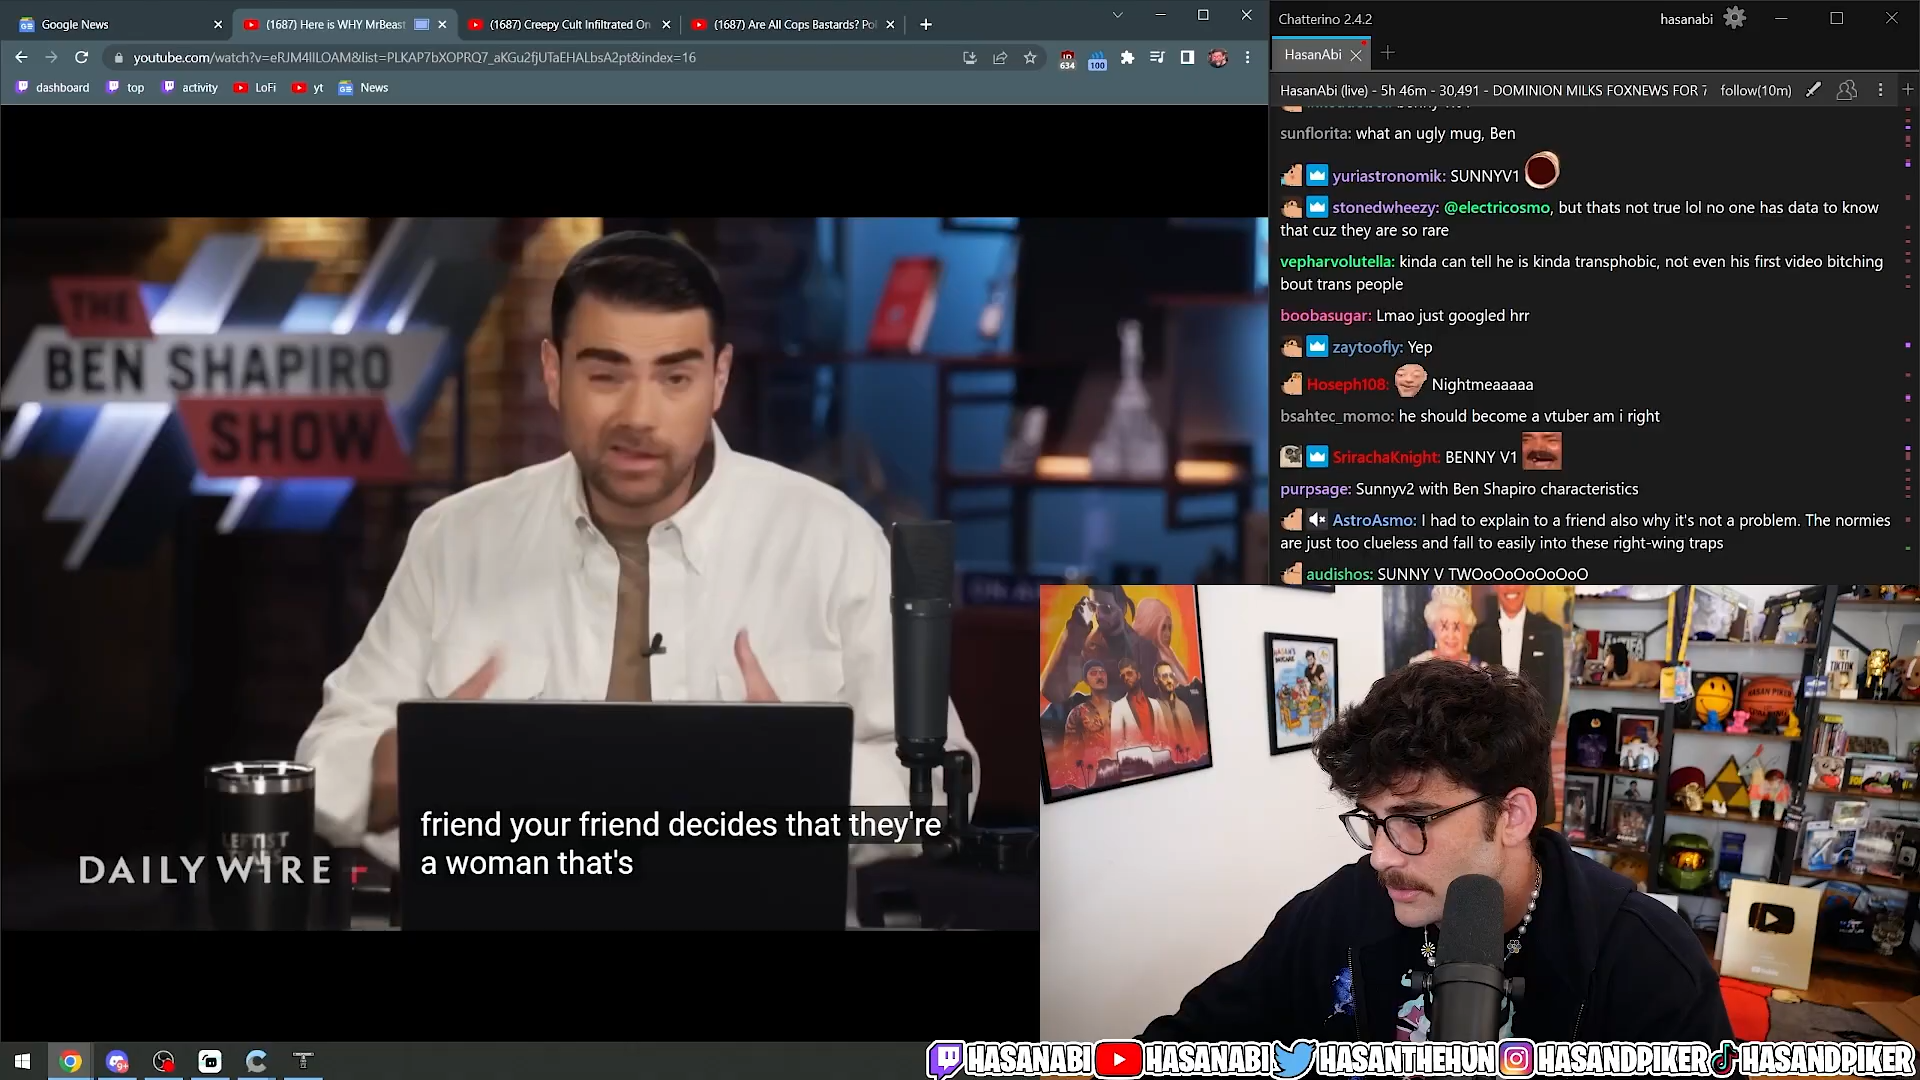 Google News
(1687) Here is WHY MrBeast
(1687) Creepy Cult Infiltrated On
(1687) Are All Cops Bastards? Pol
youtube.com/watch?v=eRJM4lILOAM&list=PLKAP7bXOPRQ7_aKGu2fjUTaEHALbsA2pt&index=16
634
100
dashboard
top
activity
LoFi
yt
News
Chatterino 2.4.2
hasanabi
HasanAbi
HasanAbi (live) - 5h 46m - 30,491 - DOMINION MILKS FOXNEWS FOR 7
follow(10m)
sunflorita: what an ugly mug, Ben
yuriastronomik: SUNNYV1
stonedwheezy: @electricosmo, but thats not true lol no one has data to know
that cuz they are so rare
vepharvolutella: kinda can tell he is kinda transphobic, not even his first video bitching
bout trans people
boobasugar: Lmao just googled hrr
zaytoofly: Yep
Hoseph108: Nightmeaaaaa
bsahtec_momo: he should become a vtuber am i right
SrirachaKnight: BENNY V1
purpsage: Sunnyv2 with Ben Shapiro characteristics
AstroAsmo: I had to explain to a friend also why it's not a problem. The normies
are just too clueless and fall to easily into these right-wing traps
audishos: SUNNY V TWOoOoOoOoOoO
THE
BEN SHAPIRO
SHOW
friend your friend decides that they're
a woman that's
LEFTIST
DAILY WIRE
HASANABI
HASANABI
HASANTHEHUN
HASANDPIKER
HASANDPIKER